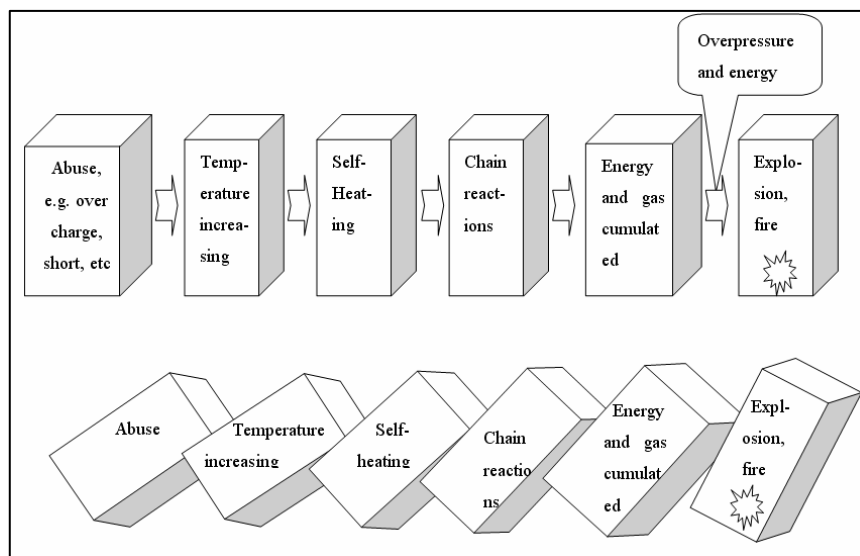 Overpressure
and energy
Abuse,
e.g. over
charge,
short, etc
Temp-
erature
increa-
sing
Self-
Heat-
ing
Chain
react-
ions
Energy
and gas
cumulat
ed
Explo-
sion,
fire
Abuse
Temperature
increasing
Self-
heating
Chain
reactio
ns
Energy
and gas
cumulat
ed
Expl-
osion,
fire